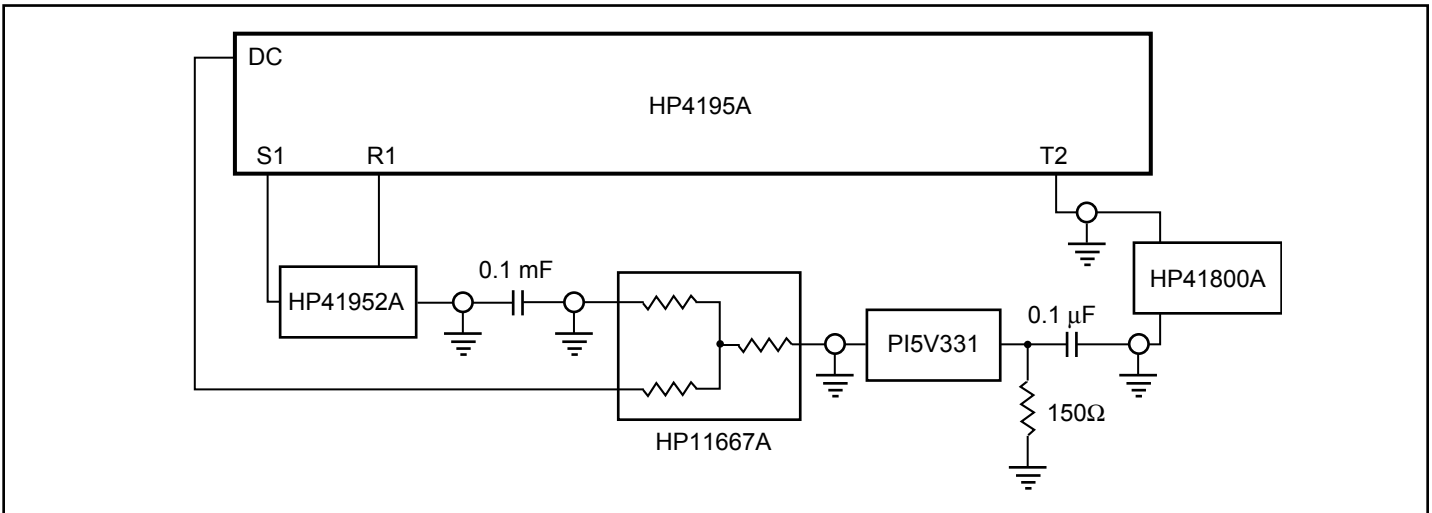 DC
HP4195A
S1
R1
T2
HP41952A
0.1 mF
HP41800A
0.1 μF
PI5V331
150Ω
HP11667A